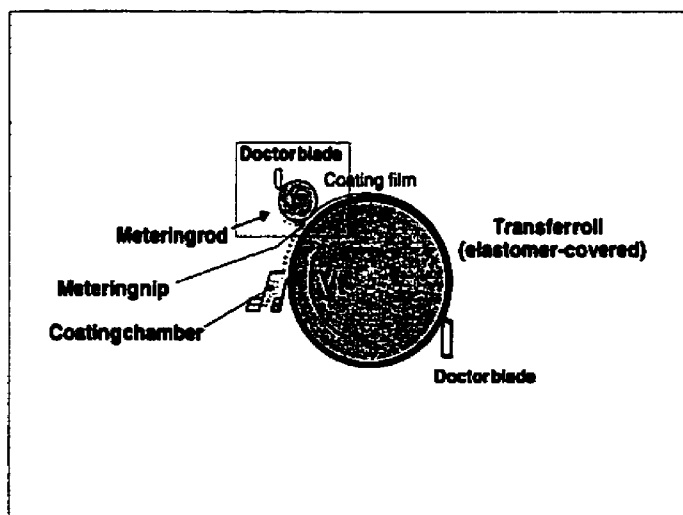 Doctorblade
Coating film
Meteringrod
Transferroll
(elastomer-covered)
Meteringnip
Coatingchamber
Doctorblade